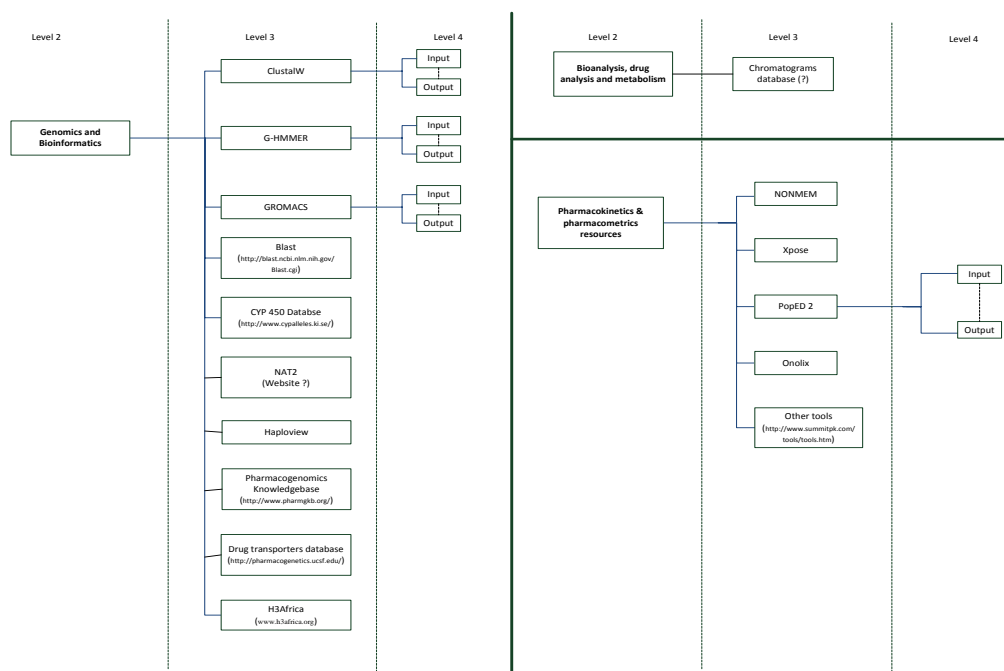 Level 2
Level 3
Level 4
Genomics and
Bioinformatics
ClustalW
Input
Output
G-HMMER
Input
Output
GROMACS
Input
Output
Blast
(http://blast.ncbi.nlm.nih.gov/
Blast.cgi)
CYP 450 Databse
(http://www.cypalleles.ki.se/)
NAT2
(Website ?)
Haploview
Pharmacogenomics
Knowledgebase
(http://www.pharmgkb.org/)
Drug transporters database
(http://pharmacogenetics.ucsf.edu/)
H3Africa
(www.h3africa.org)
Level 2
Level 3
Level 4
Bioanalysis, drug
analysis and metabolism
Chromatograms
database (?)
Pharmacokinetics &
pharmacometrics
resources
NONMEM
Xpose
PopED 2
Input
Output
Onolix
Other tools
(http://www.summitpk.com/
tools/tools.htm)